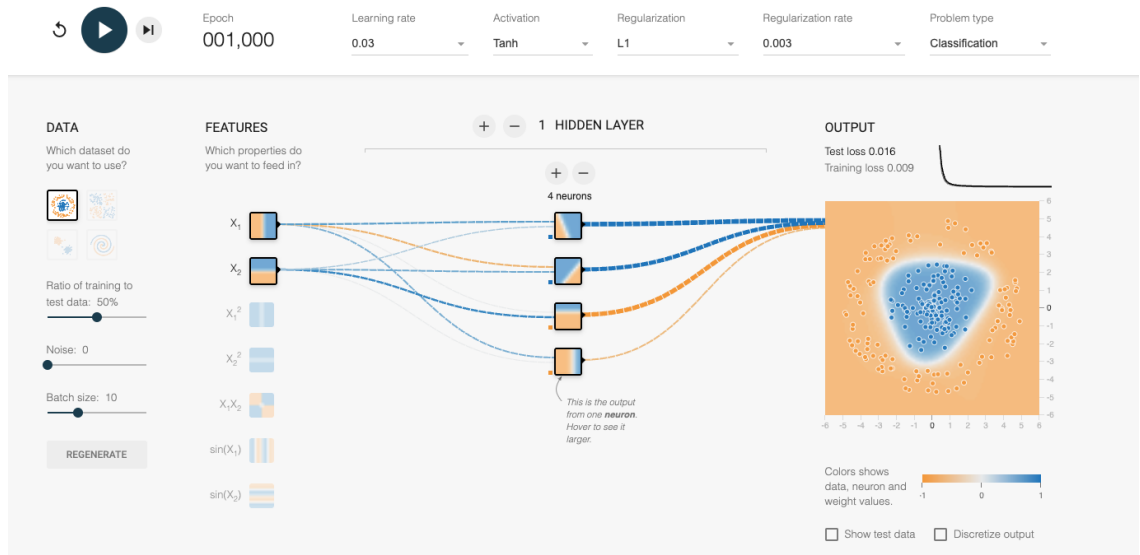 Epoch
001,000
Learning rate
0.03
Activation
Tanh
Regularization
L1
Regularization rate
0.003
Problem type
Classification
DATA
Which dataset do
you want to use?
Ratio of training to
test data: 50%
Noise: 0
Batch size: 10
REGENERATE
FEATURES
Which properties do
you want to feed in?
X₁
X₂
X₁²
X₂²
X₁X₂
sin(X₁)
sin(X₂)
+ − 1 HIDDEN LAYER
+ −
4 neurons
This is the output
from one neuron.
Hover to see it
larger.
OUTPUT
Test loss 0.016
Training loss 0.009
6
5
4
3
2
1
0
-1
-2
-3
-4
-5
-6
-6 -5 -4 -3 -2 -1 0 1 2 3 4 5 6
Colors shows
data, neuron and
weight values.
-1 0 1
Show test data
Discretize output